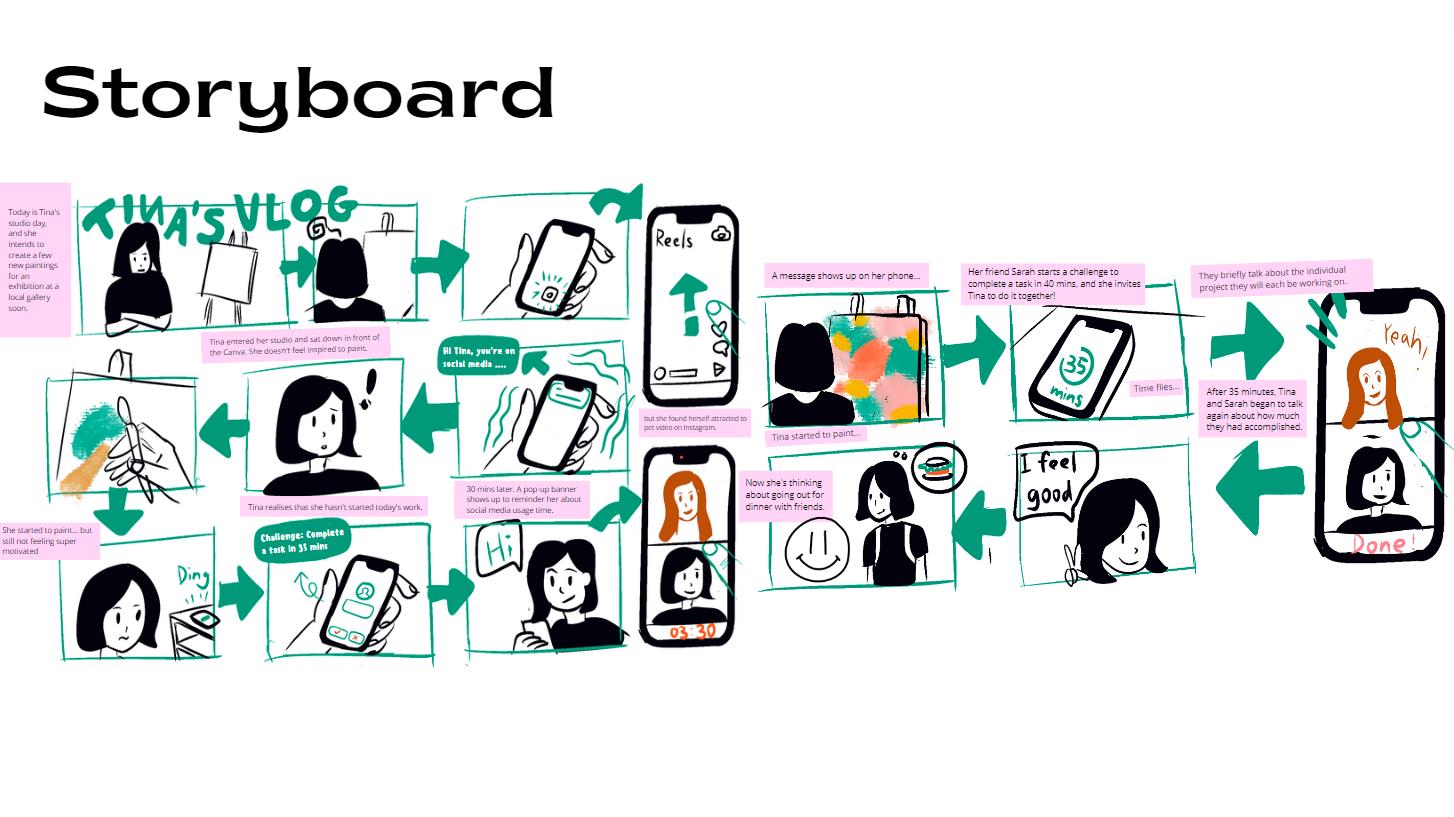 Storyboard
Today is Tina's
studio day,
and she
intends to
create a few
new paintings
for an
exhibition at a
local gallery
soon.
TINA'S VLOG
Tina entered her studio and sat down in front of
the Canva. She doesn't feel inspired to paint.
Reels
but she found herself attracted to
pet video on Instagram.
Hi Tina, you're on
social media ....
30 mins later. A pop-up banner
shows up to reminder her about
social media usage time.
!
Tina realises that she hasn't started today's work.
She started to paint... but
still not feeling super
motivated
Ding
Challenge: Complete
a task in 35 mins
Hi
03:30
A message shows up on her phone...
Her friend Sarah starts a challenge to
complete a task in 40 mins, and she invites
Tina to do it together!
They briefly talk about the individual
project they will each be working on.
Tina started to paint...
35
mins
Time flies...
After 35 minutes, Tina
and Sarah began to talk
again about how much
they had accomplished.
Yeah!
Done!
I feel
good
Now she's thinking
about going out for
dinner with friends.